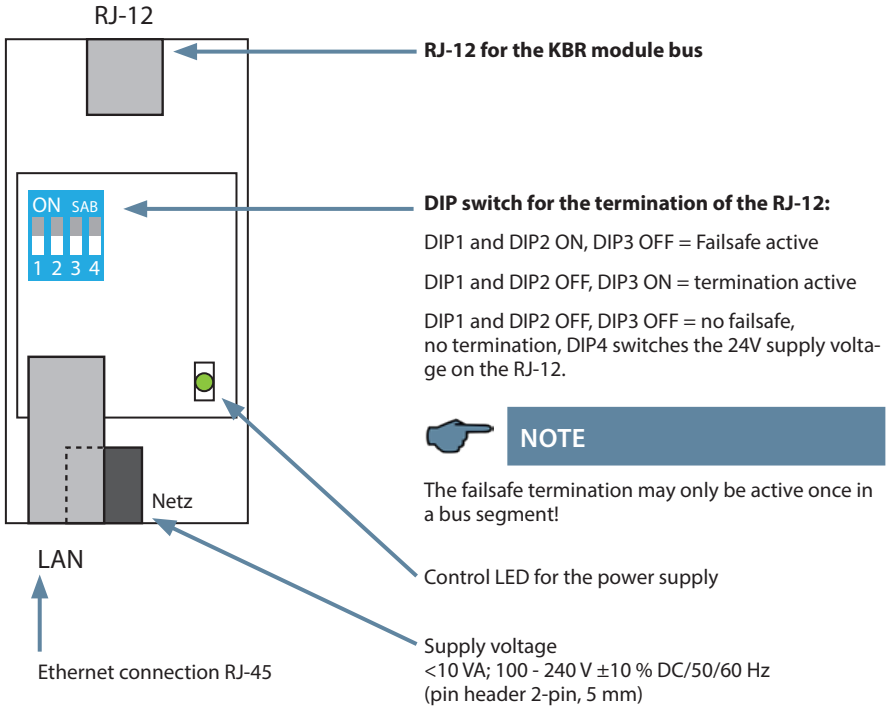 RJ-12
RJ-12 for the KBR module bus
ON SAB
1 2 3 4
DIP switch for the termination of the RJ-12:
DIP1 and DIP2 ON, DIP3 OFF = Failsafe active
DIP1 and DIP2 OFF, DIP3 ON = termination active
DIP1 and DIP2 OFF, DIP3 OFF = no failsafe,
no termination, DIP4 switches the 24V supply volta-
ge on the RJ-12.
NOTE
The failsafe termination may only be active once in
a bus segment!
Netz
LAN
Control LED for the power supply
Ethernet connection RJ-45
Supply voltage
<10 VA; 100 - 240 V ±10 % DC/50/60 Hz
(pin header 2-pin, 5 mm)